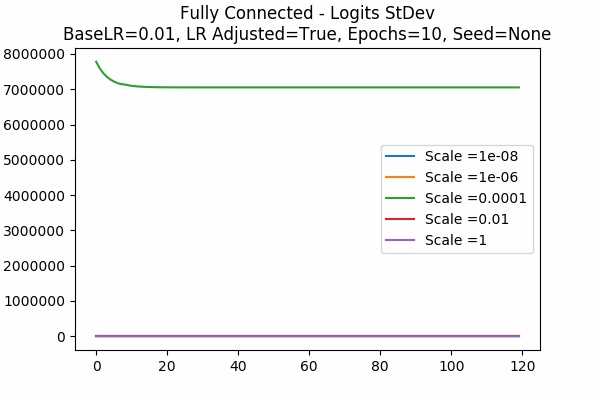 Fully Connected - Logits StDev
BaseLR=0.01, LR Adjusted=True, Epochs=10, Seed=None
8000000
7000000
6000000
5000000
4000000
3000000
2000000
1000000
0
Scale =1e-08
Scale =1e-06
Scale =0.0001
Scale =0.01
Scale =1
0 20 40 60 80 100 120